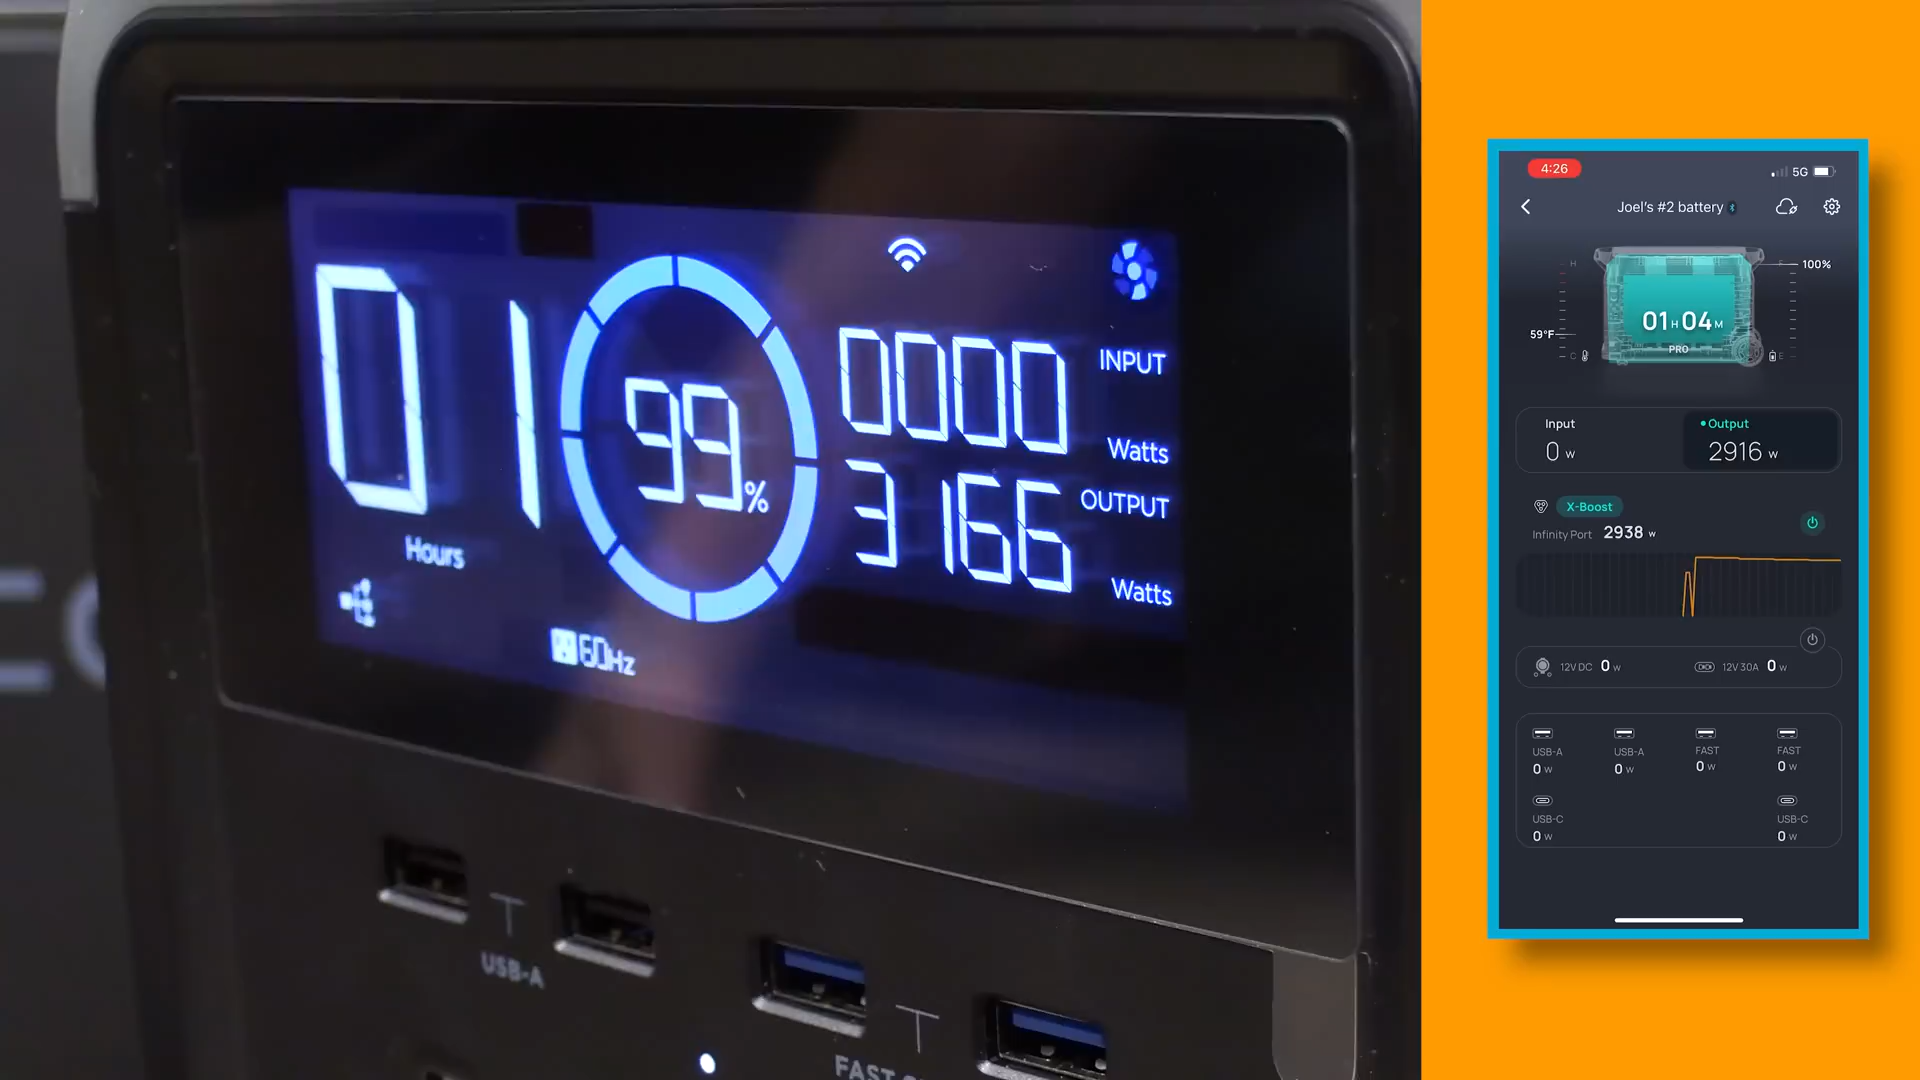 01
Hours
99%
0000 INPUT
Watts
3166 OUTPUT
Watts
60Hz
USB-A
FAST
4:26
5G
Joel's #2 battery
H
F
100%
01H04M
59°F
PRO
C
E
Input
Output
0 W
2916 W
X-Boost
Infinity Port 2938 W
12V DC 0 W
12V 30A 0 W
USB-A
USB-A
FAST
FAST
0 W
0 W
0 W
0 W
USB-C
USB-C
0 W
0 W